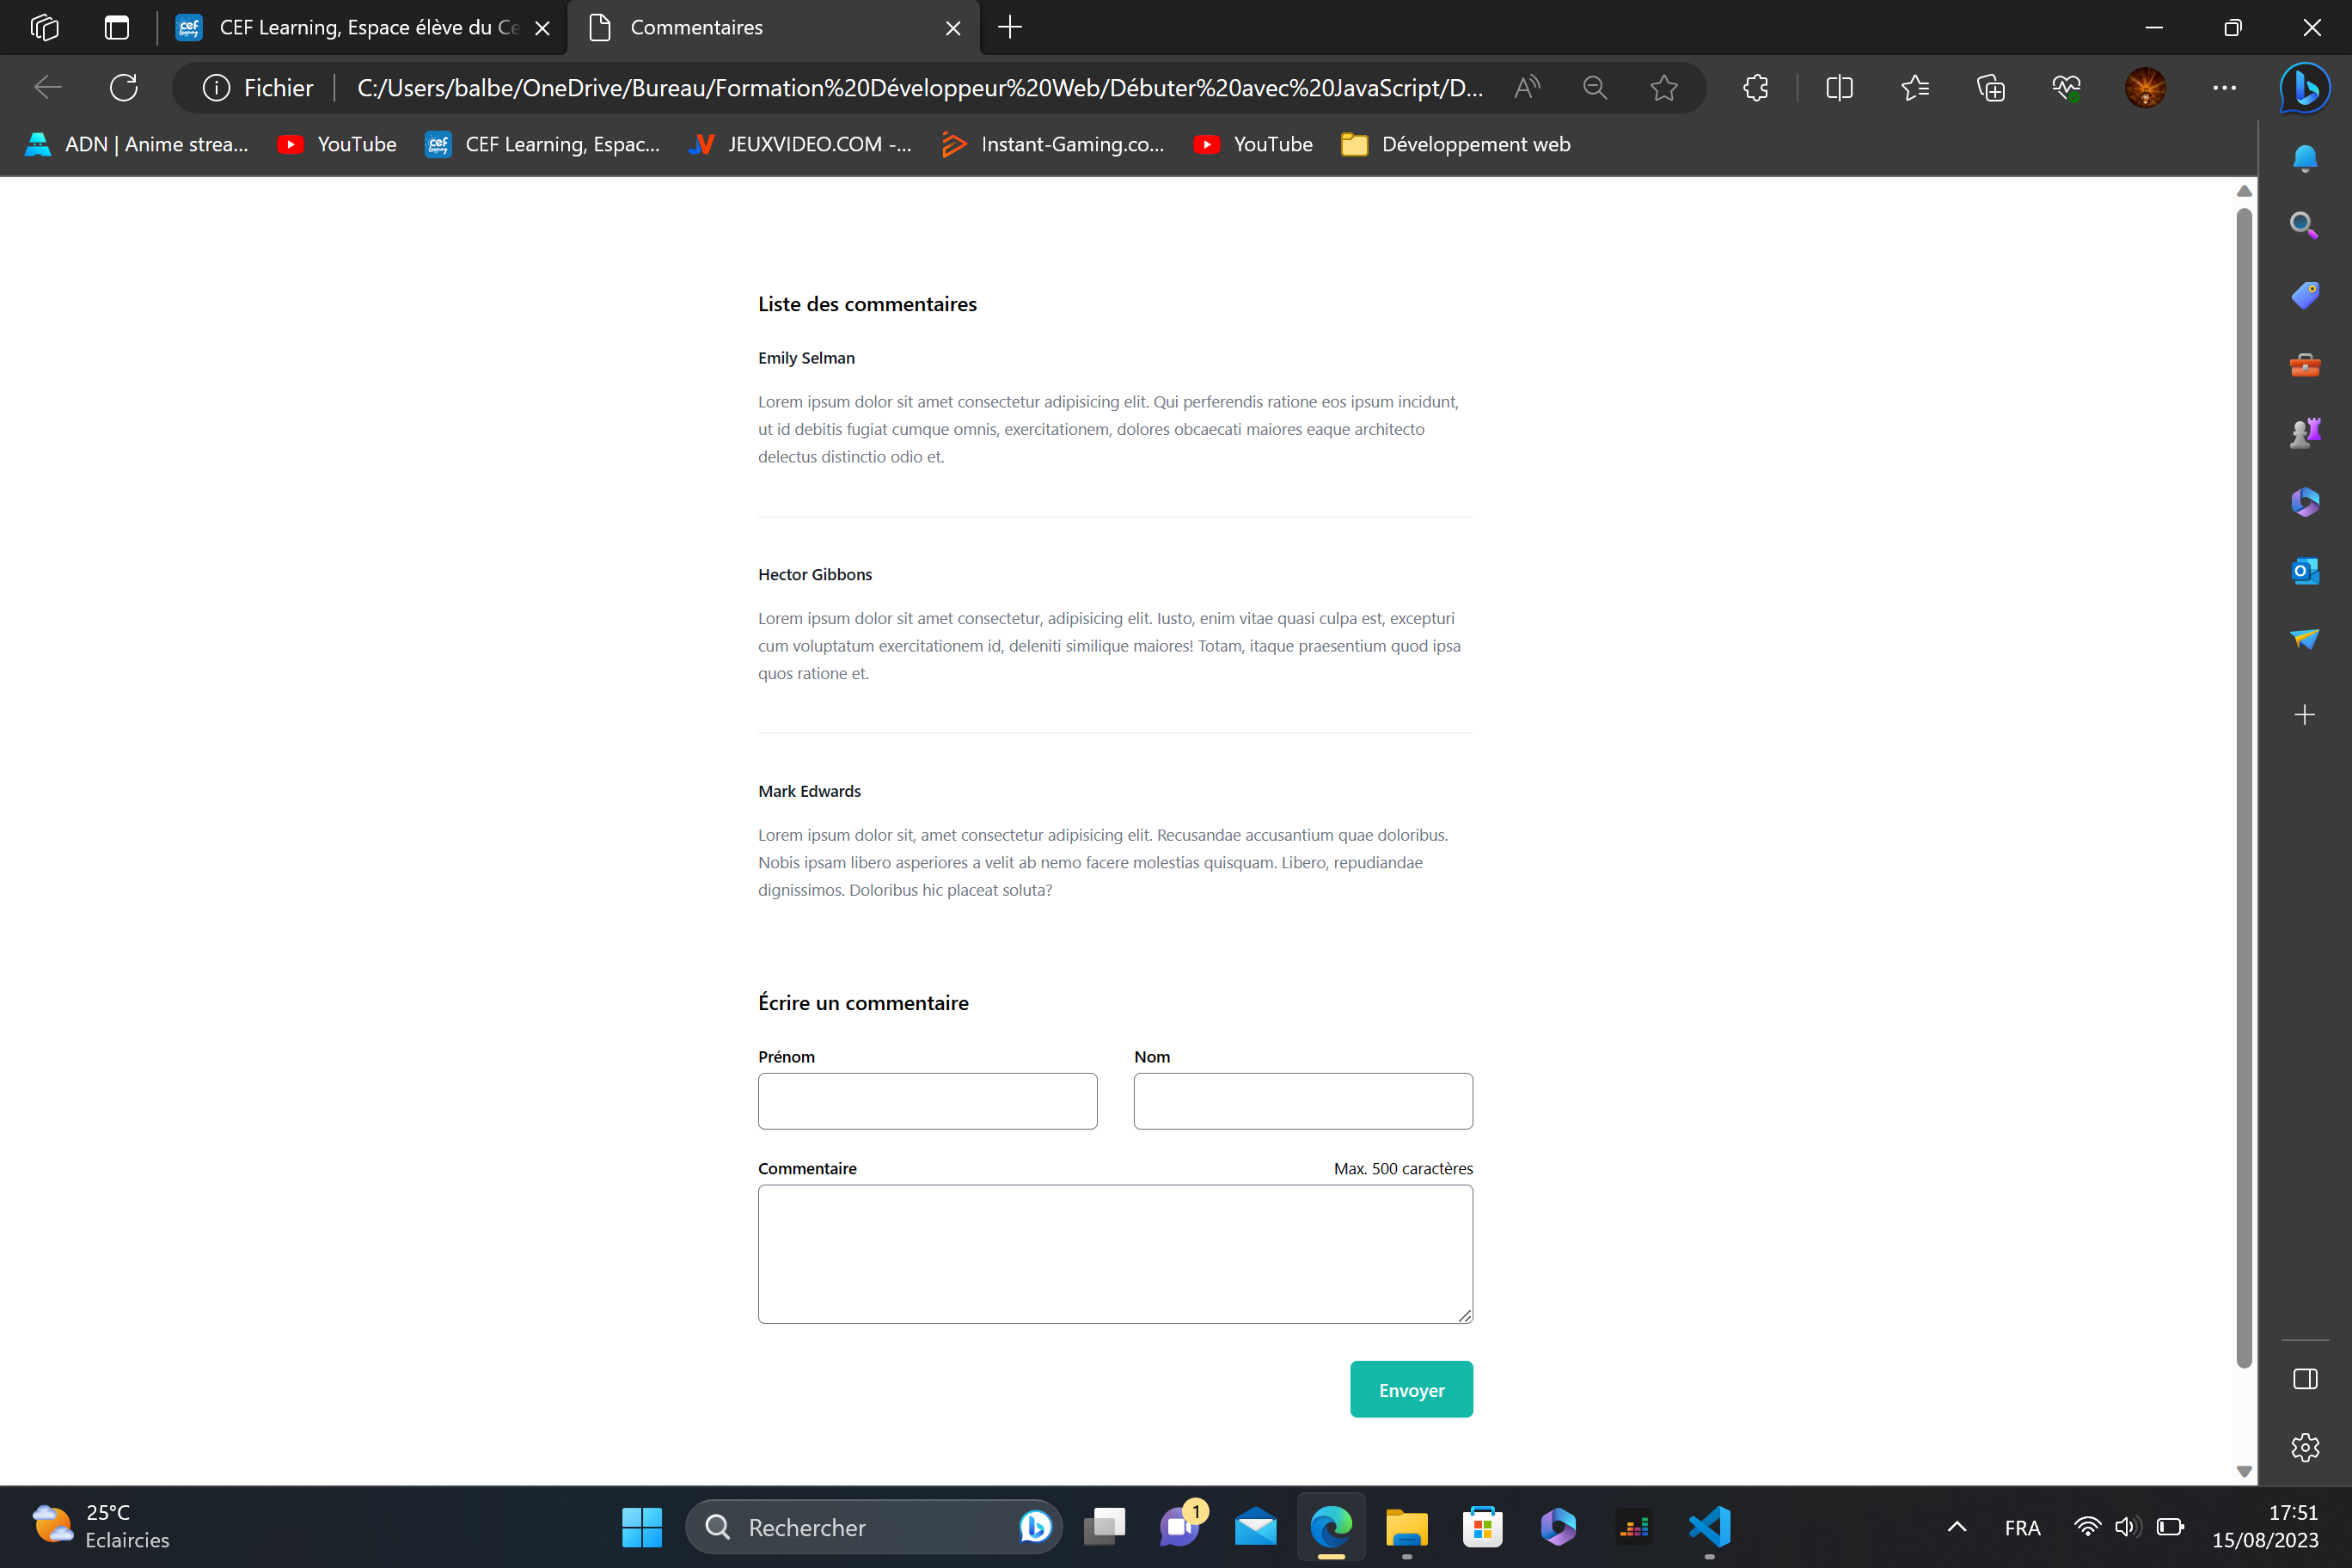 CEF Learning, Espace élève du Ce
Commentaires
Fichier
C:/Users/balbe/OneDrive/Bureau/Formation%20Développeur%20Web/Débuter%20avec%20JavaScript/D...
ADN | Anime strea...
YouTube
CEF Learning, Espac...
JEUXVIDEO.COM -...
Instant-Gaming.co...
YouTube
Développement web
Liste des commentaires
Emily Selman
Lorem ipsum dolor sit amet consectetur adipisicing elit. Qui perferendis ratione eos ipsum incidunt,
ut id debitis fugiat cumque omnis, exercitationem, dolores obcaecati maiores eaque architecto
delectus distinctio odio et.
Hector Gibbons
Lorem ipsum dolor sit amet consectetur, adipisicing elit. Iusto, enim vitae quasi culpa est, excepturi
cum voluptatum exercitationem id, deleniti similique maiores! Totam, itaque praesentium quod ipsa
quos ratione et.
Mark Edwards
Lorem ipsum dolor sit, amet consectetur adipisicing elit. Recusandae accusantium quae doloribus.
Nobis ipsam libero asperiores a velit ab nemo facere molestias quisquam. Libero, repudiandae
dignissimos. Doloribus hic placeat soluta?
Écrire un commentaire
Prénom
Nom
Commentaire
Max. 500 caractères
Envoyer
25°C
Eclaircies
Rechercher
1
FRA
17:51
15/08/2023